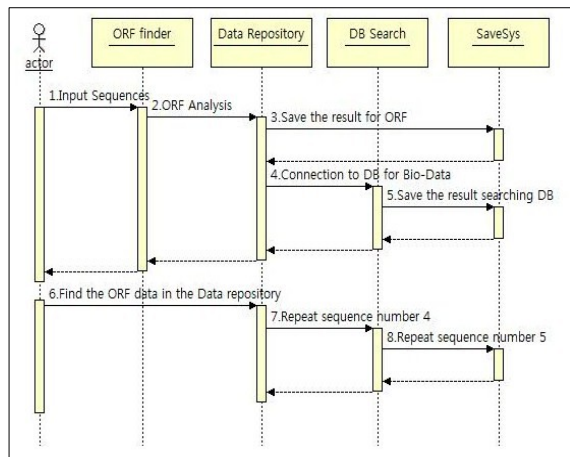 ORF finder
Data Repository
DB Search
SaveSys
actor
1.Input Sequences
2.ORF Analysis
3.Save the result for ORF
4.Connection to DB for Bio-Data
5.Save the result searching DB
6.Find the ORF data in the Data repository
7.Repeat sequence number 4
8.Repeat sequence number 5